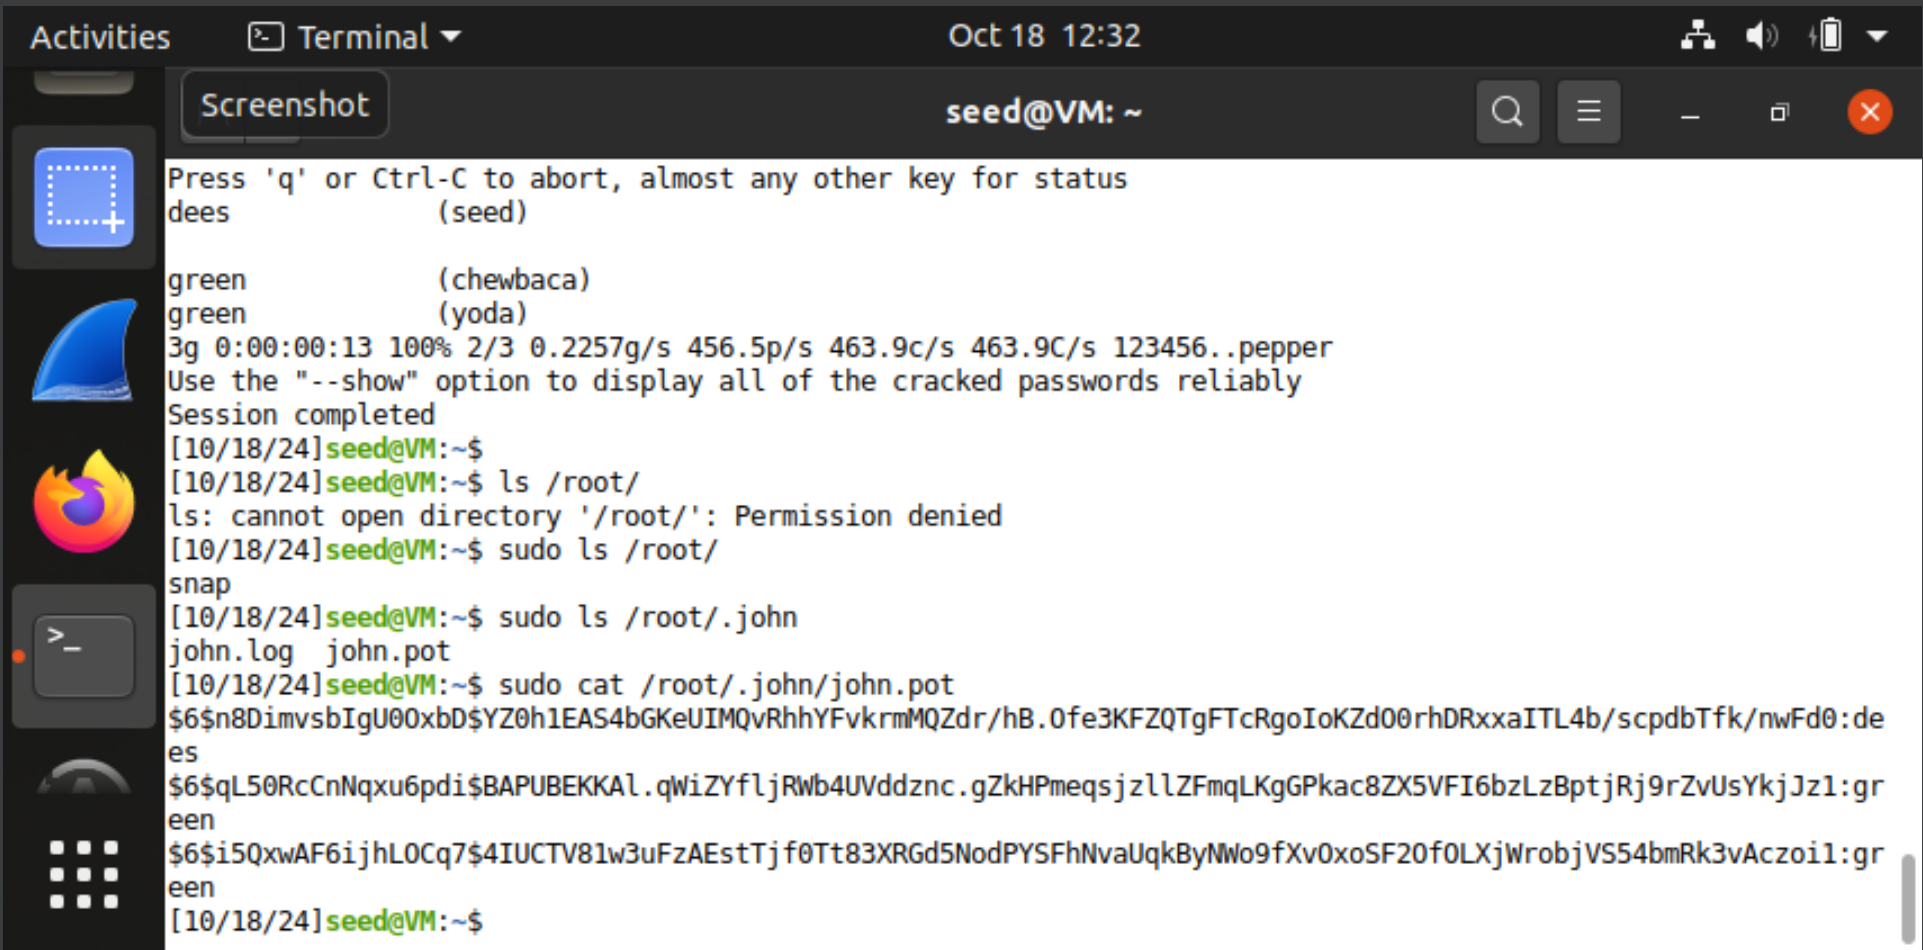 Activities
Terminal
Oct 18 12:32
Screenshot
seed@VM: ~
Press 'q' or Ctrl-C to abort, almost any other key for status
dees             (seed)
green            (chewbaca)
green            (yoda)
3g 0:00:00:13 100% 2/3 0.2257g/s 456.5p/s 463.9c/s 463.9C/s 123456..pepper
Use the "--show" option to display all of the cracked passwords reliably
Session completed
[10/18/24]seed@VM:~$
[10/18/24]seed@VM:~$ ls /root/
ls: cannot open directory '/root/': Permission denied
[10/18/24]seed@VM:~$ sudo ls /root/
snap
[10/18/24]seed@VM:~$ sudo ls /root/.john
john.log  john.pot
[10/18/24]seed@VM:~$ sudo cat /root/.john/john.pot
$6$n8DimvsbIgU0OxbD$YZ0h1EAS4bGKeUIMQvRhhYFvkrmMQZdr/hB.Ofe3KFZQTgFTcRgoIoKZdO0rhDRxxaITL4b/scpdbTfk/nwFd0:de
es
$6$qL50RcCnNqxu6pdi$BAPUBEKKAl.qWiZYfljRWb4UVddznc.gZkHPmeqsjzllZFmqLKgGPkac8ZX5VFI6bzLzBptjRj9rZvUsYkjJz1:gr
een
$6$i5QxwAF6ijhLOCq7$4IUCTV81w3uFzAEstTjf0Tt83XRGd5NodPYSFhNvaUqkByNWo9fXvOxoSF2OfOLXjWrobjVS54bmRk3vAczoi1:gr
een
[10/18/24]seed@VM:~$